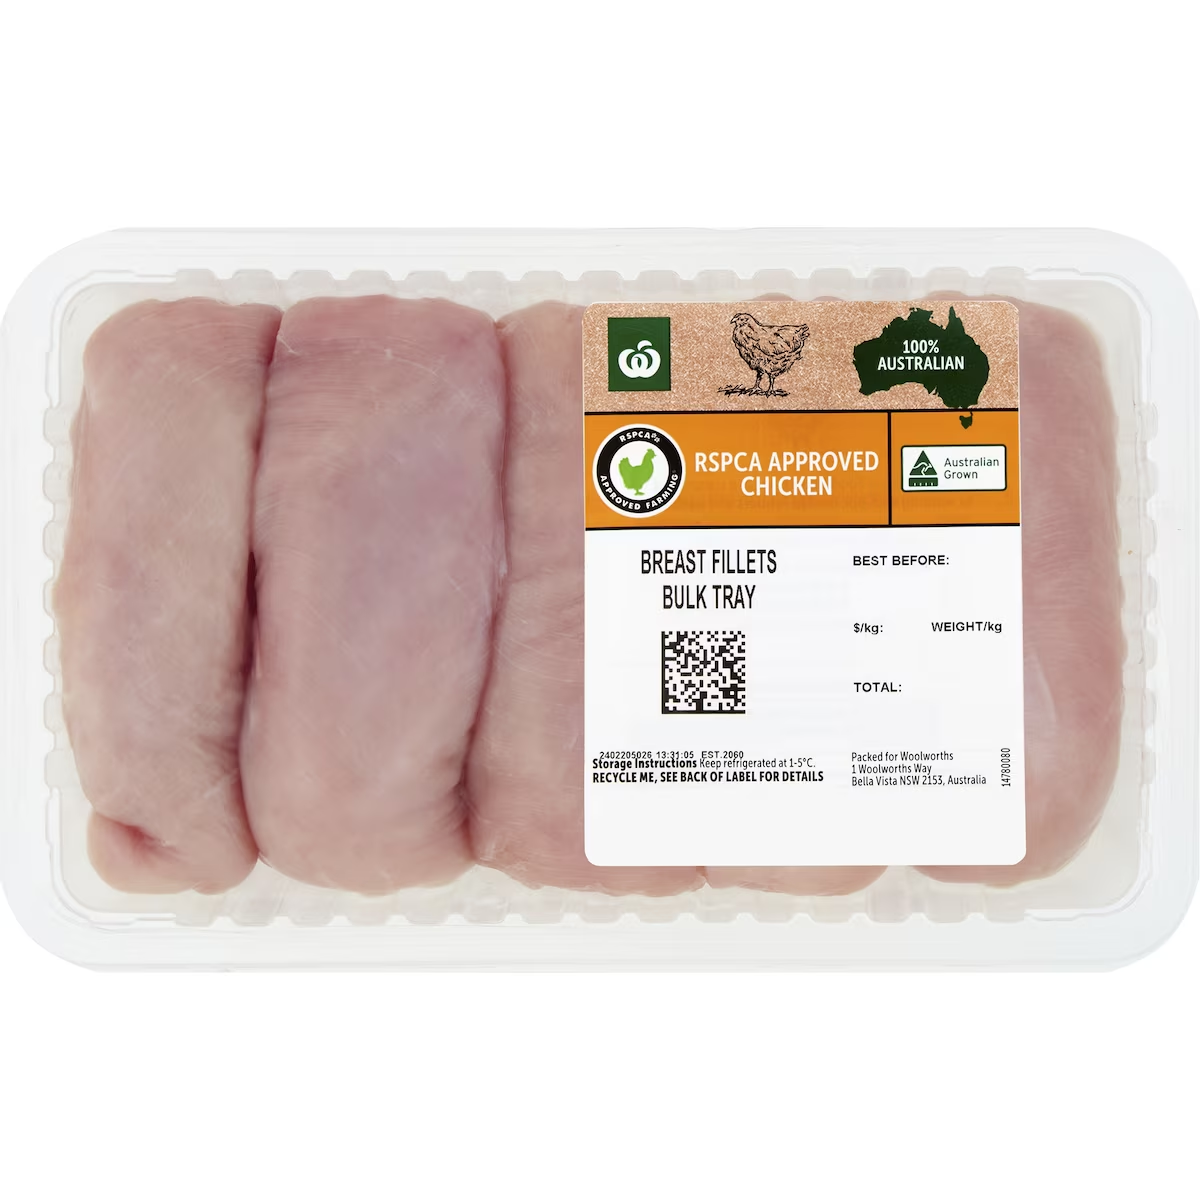 100%
AUSTRALIAN
RSPCA
APPROVED FARMING
RSPCA APPROVED
CHICKEN
Australian
Grown
BREAST FILLETS
BULK TRAY
BEST BEFORE:
$/kg: WEIGHT/kg
TOTAL:
2402205026 13:31:05 EST.2060
Storage Instructions Keep refrigerated at 1-5°C.
RECYCLE ME, SEE BACK OF LABEL FOR DETAILS
Packed for Woolworths
1 Woolworths Way
Bella Vista NSW 2153, Australia
14780080